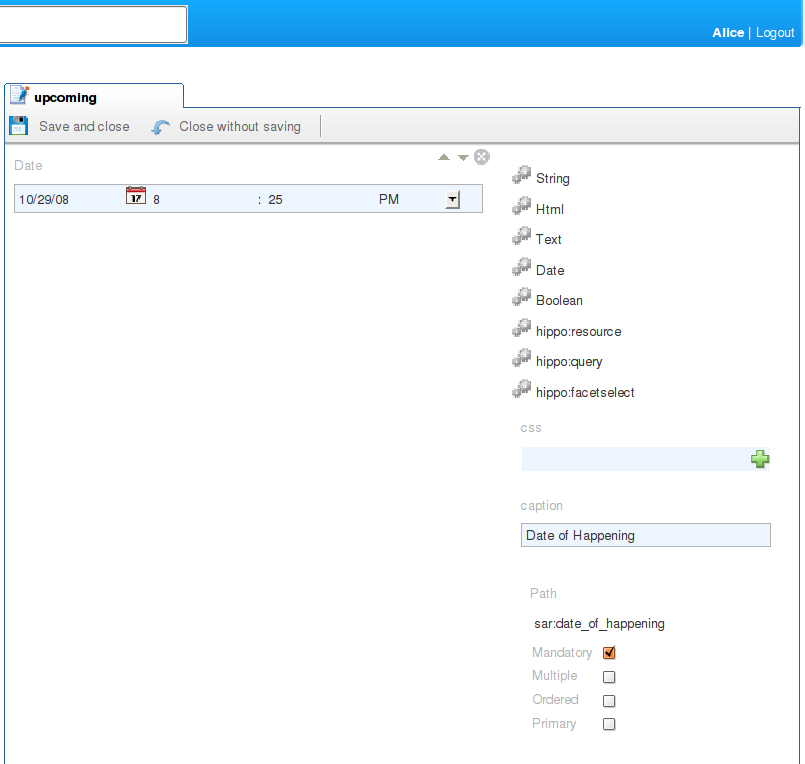 Alice | Logout
upcoming
Save and close Close without saving
Date
10/29/08 17 8 : 25 PM
String
Html
Text
Date
Boolean
hippo:resource
hippo:query
hippo:facetselect
css
caption
Date of Happening
Path
sar:date_of_happening
Mandatory
Multiple
Ordered
Primary